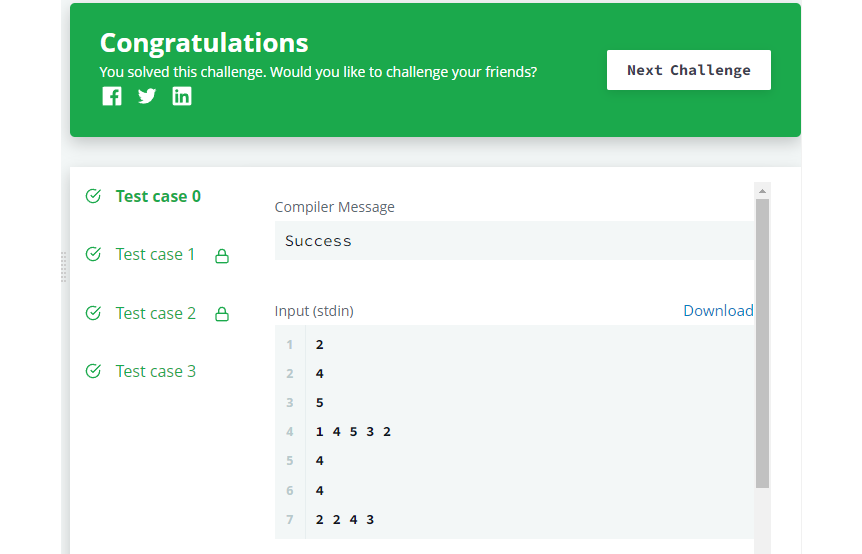 Congratulations
You solved this challenge. Would you like to challenge your friends?
Next Challenge
Test case 0
Test case 1
Test case 2
Test case 3
Compiler Message
Success
Input (stdin)
Download
1 2
2 4
3 5
4 1 4 5 3 2
5 4
6 4
7 2 2 4 3